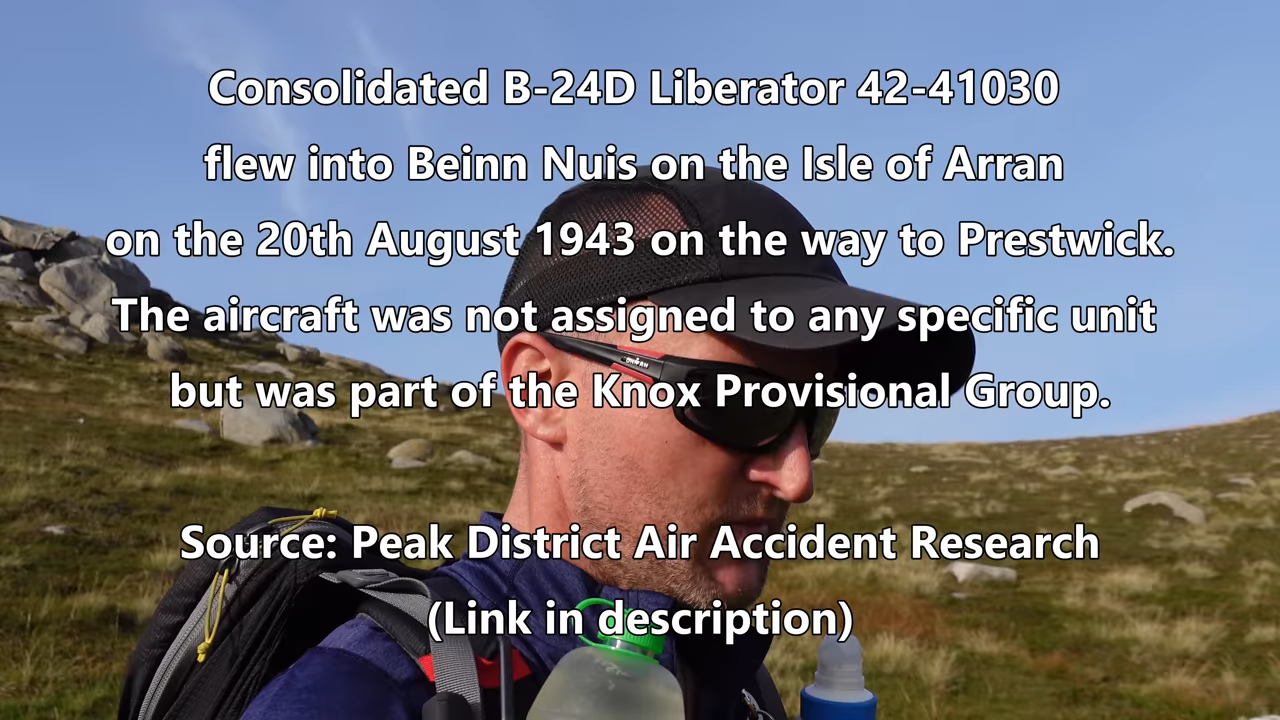 Consolidated B-24D Liberator 42-41030
flew into Beinn Nuis on the Isle of Arran
on the 20th August 1943 on the way to Prestwick.
The aircraft was not assigned to any specific unit
but was part of the Knox Provisional Group.
Source: Peak District Air Accident Research
(Link in description)